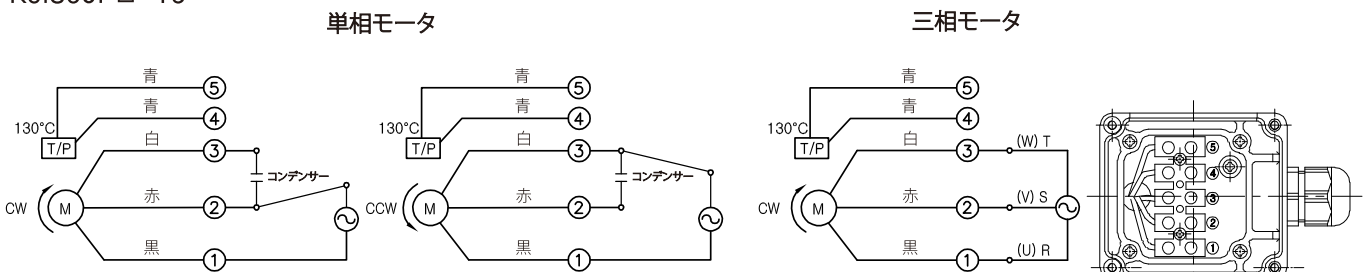 単相モータ
三相モータ
青 ⑤
青 ④
130°C
T/P
白 ③
コンデンサー
CW M 赤 ②
黒 ①
青 ⑤
青 ④
130°C
T/P
白 ③
コンデンサー
CCW M 赤 ②
黒 ①
青 ⑤
青 ④
130°C
T/P
白 ③ (W) T
CW M 赤 ② (V) S
黒 ① (U) R
⑤
④
③
②
①